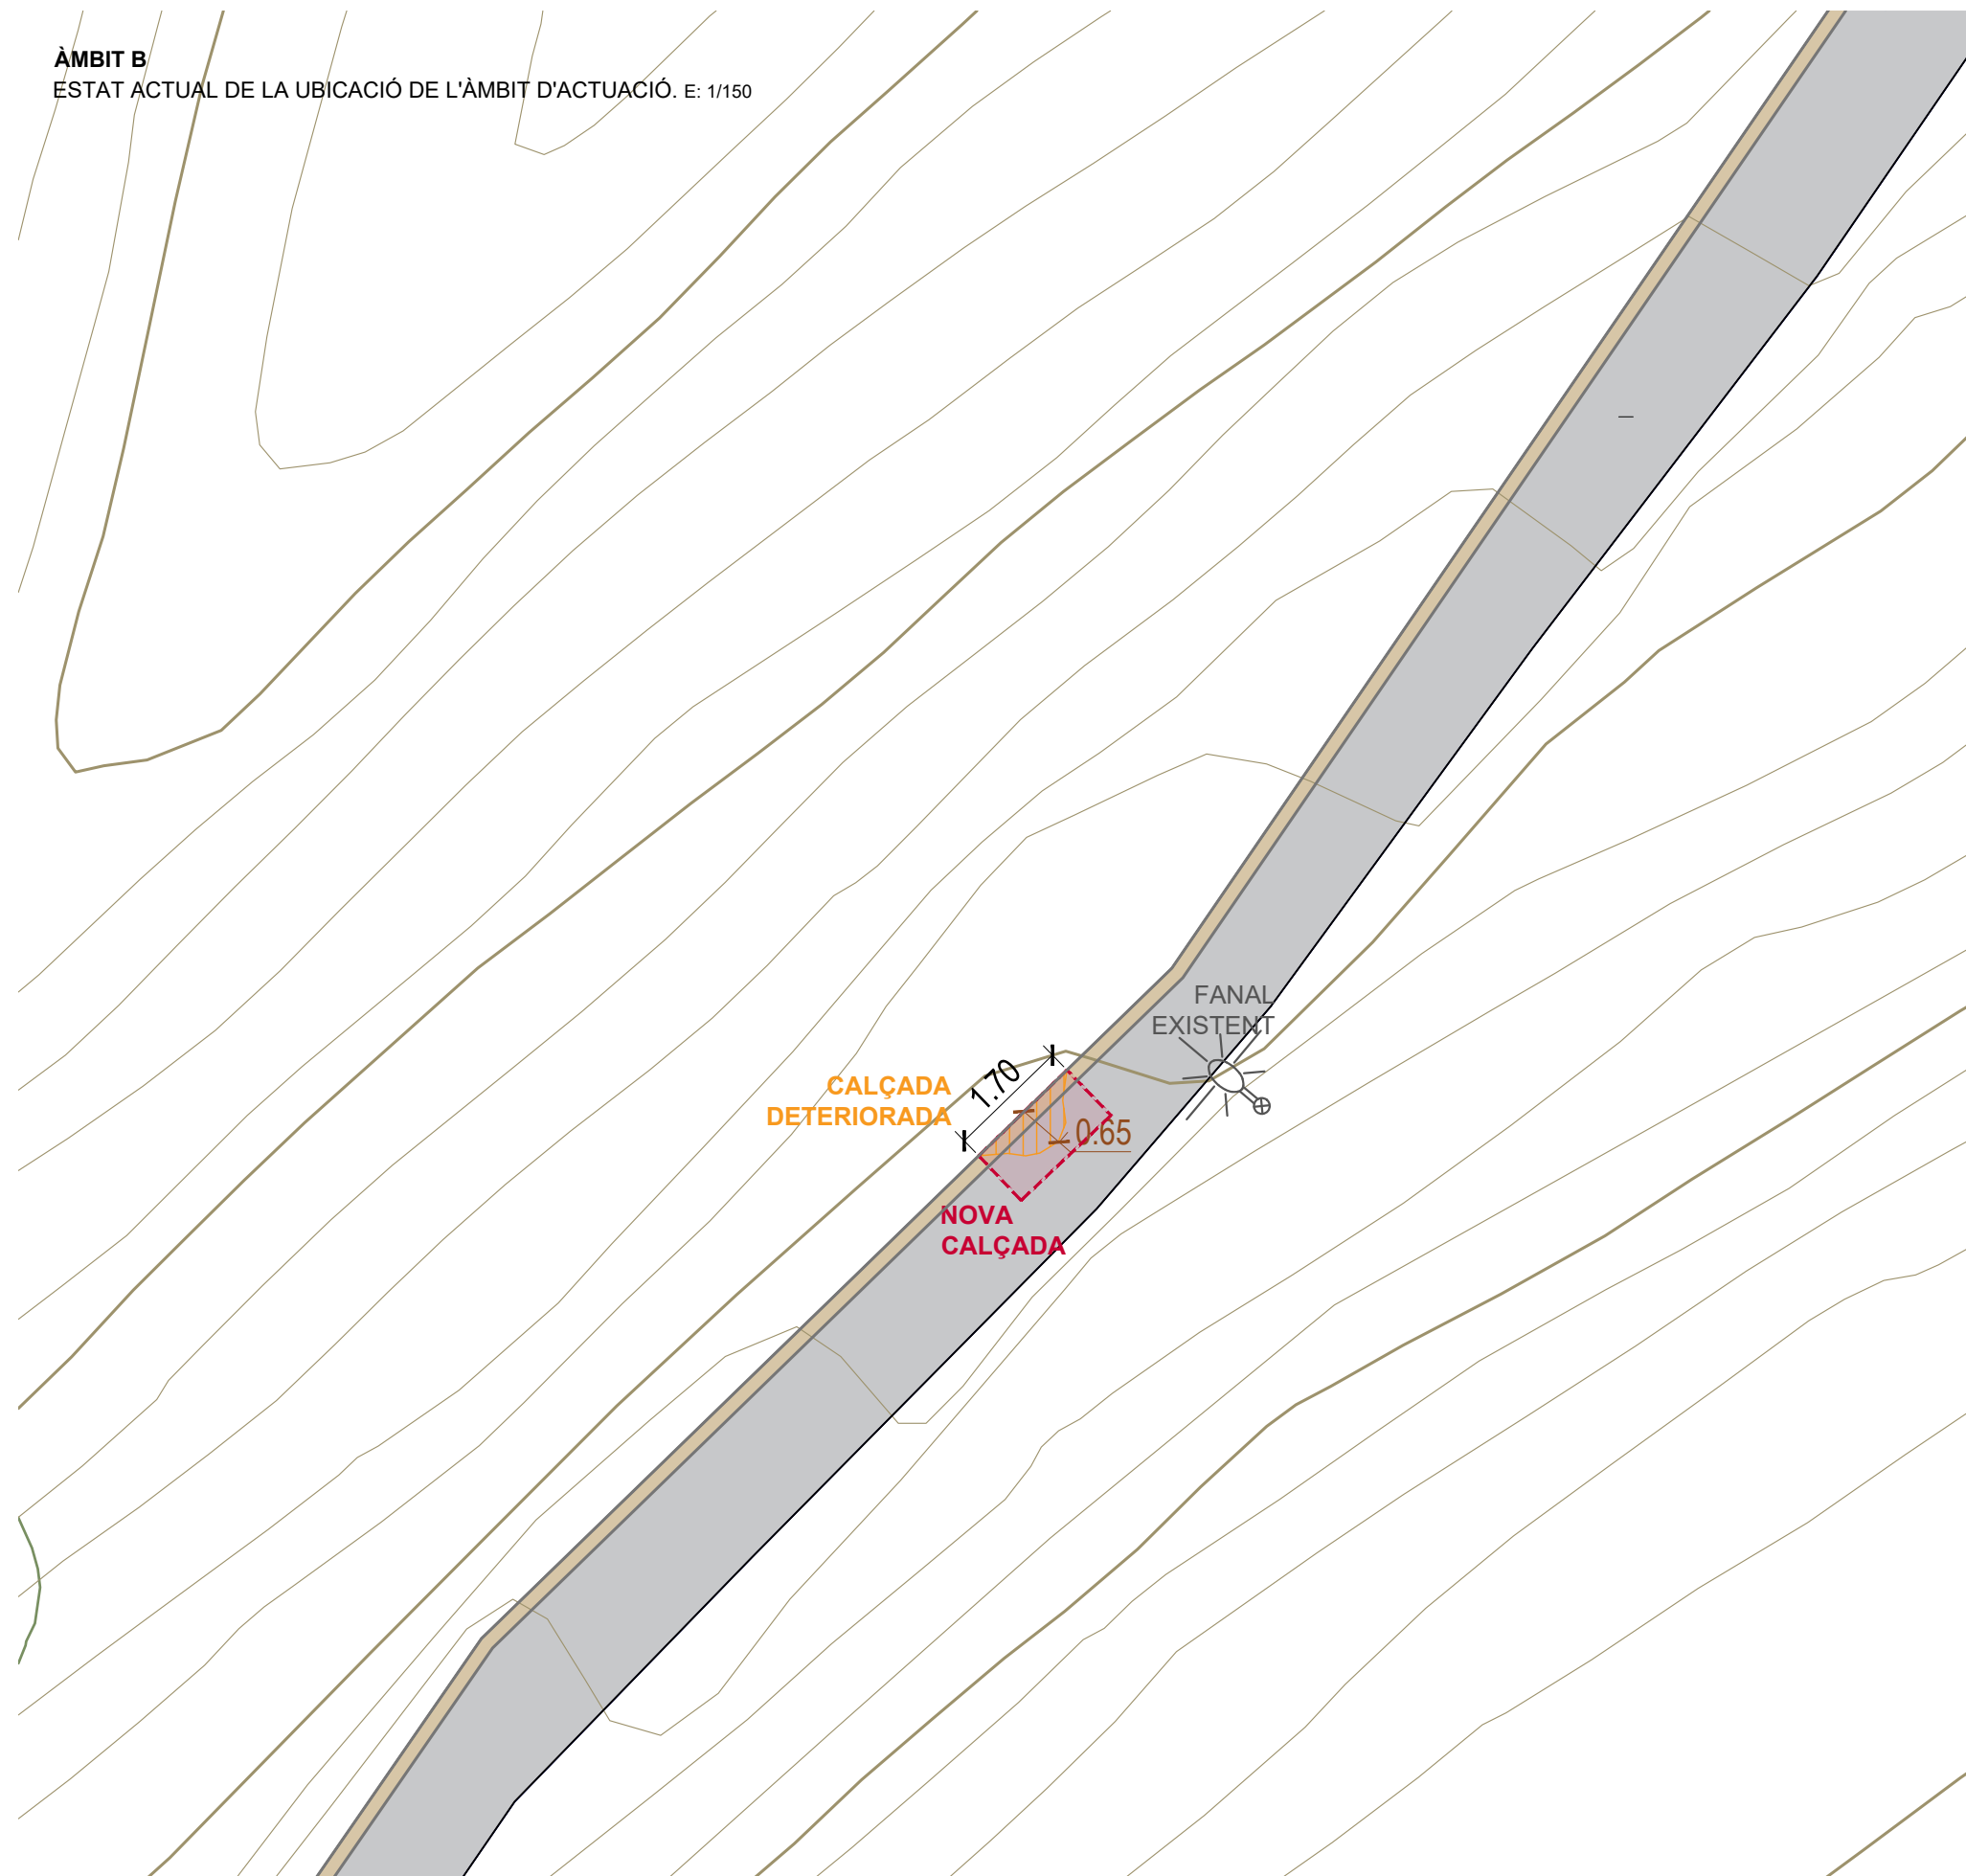 ÀMBIT B
ESTAT ACTUAL DE LA UBICACIÓ DE L'ÀMBIT D'ACTUACIÓ. E: 1/150
FANAL
EXISTENT
1.70
CALÇADA
DETERIORADA
0.65
NOVA
CALÇADA